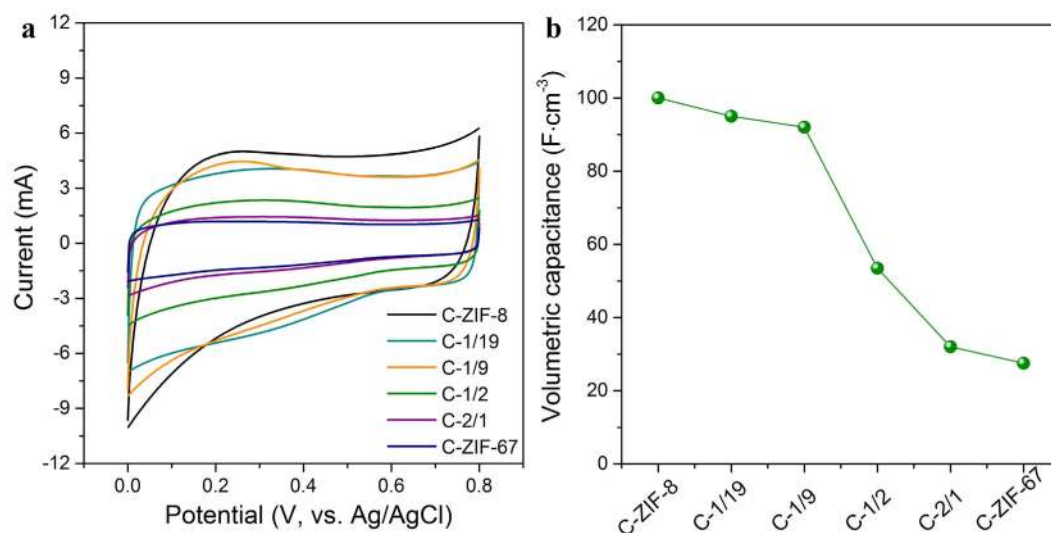 a
12
9
6
3
0
-3
-6
-9
-12
Current (mA)
C-ZIF-8
C-1/19
C-1/9
C-1/2
C-2/1
C-ZIF-67
0.0
0.2
0.4
0.6
0.8
Potential (V, vs. Ag/AgCl)
b
120
100
80
60
40
20
0
Volumetric capacitance (F·cm⁻³)
C-ZIF-8
C-1/19
C-1/9
C-1/2
C-2/1
C-ZIF-67